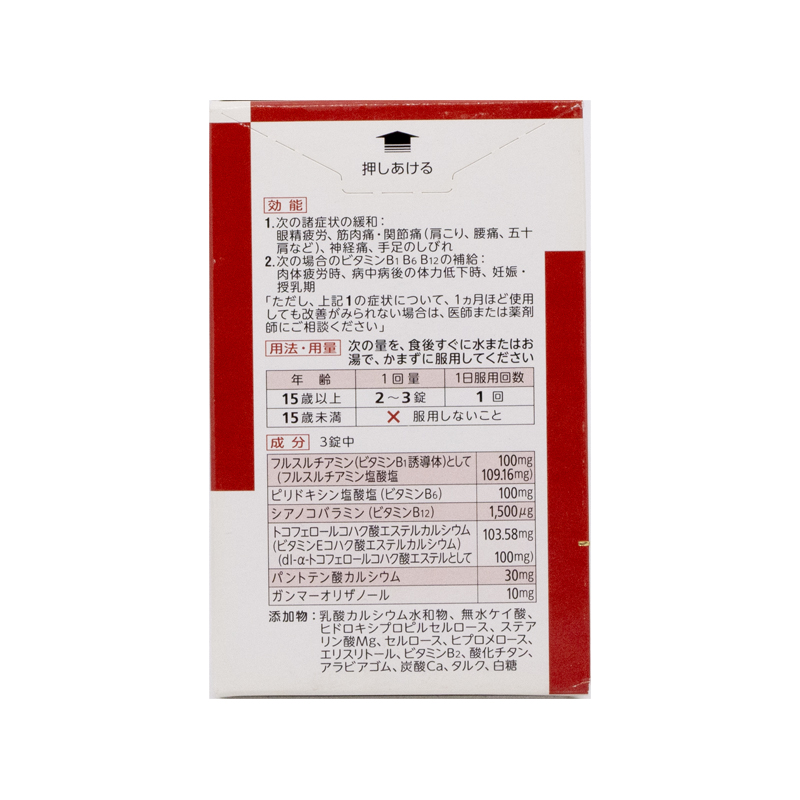 押しあける
効能
1.次の諸症状の緩和：
眼精疲労、筋肉痛・関節痛（肩こり、腰痛、五十
肩など）、神経痛、手足のしびれ
2.次の場合のビタミンB1 B6 B12の補給：
肉体疲労時、病中病後の体力低下時、妊娠・
授乳期
「ただし、上記1の症状について、1ヵ月ほど使用
しても改善がみられない場合は、医師または薬剤
師にご相談ください」
用法・用量 次の量を、食後すぐに水またはお
湯で、かまずに服用してください
年齢 1回量 1日服用回数
15歳以上 2～3錠 1回
15歳未満 ✕ 服用しないこと
成分 3錠中
フルスルチアミン（ビタミンB1誘導体）として 100mg
（フルスルチアミン塩酸塩 109.16mg）
ピリドキシン塩酸塩（ビタミンB6） 100mg
シアノコバラミン（ビタミンB12） 1,500μg
トコフェロールコハク酸エステルカルシウム 103.58mg
（ビタミンEコハク酸エステルカルシウム）
（dl-α-トコフェロールコハク酸エステルとして 100mg）
パントテン酸カルシウム 30mg
ガンマーオリザノール 10mg
添加物：乳酸カルシウム水和物、無水ケイ酸、
ヒドロキシプロピルセルロース、ステア
リン酸Mg、セルロース、ヒプロメロース、
エリスリトール、ビタミンB2、酸化チタン、
アラビアゴム、炭酸Ca、タルク、白糖